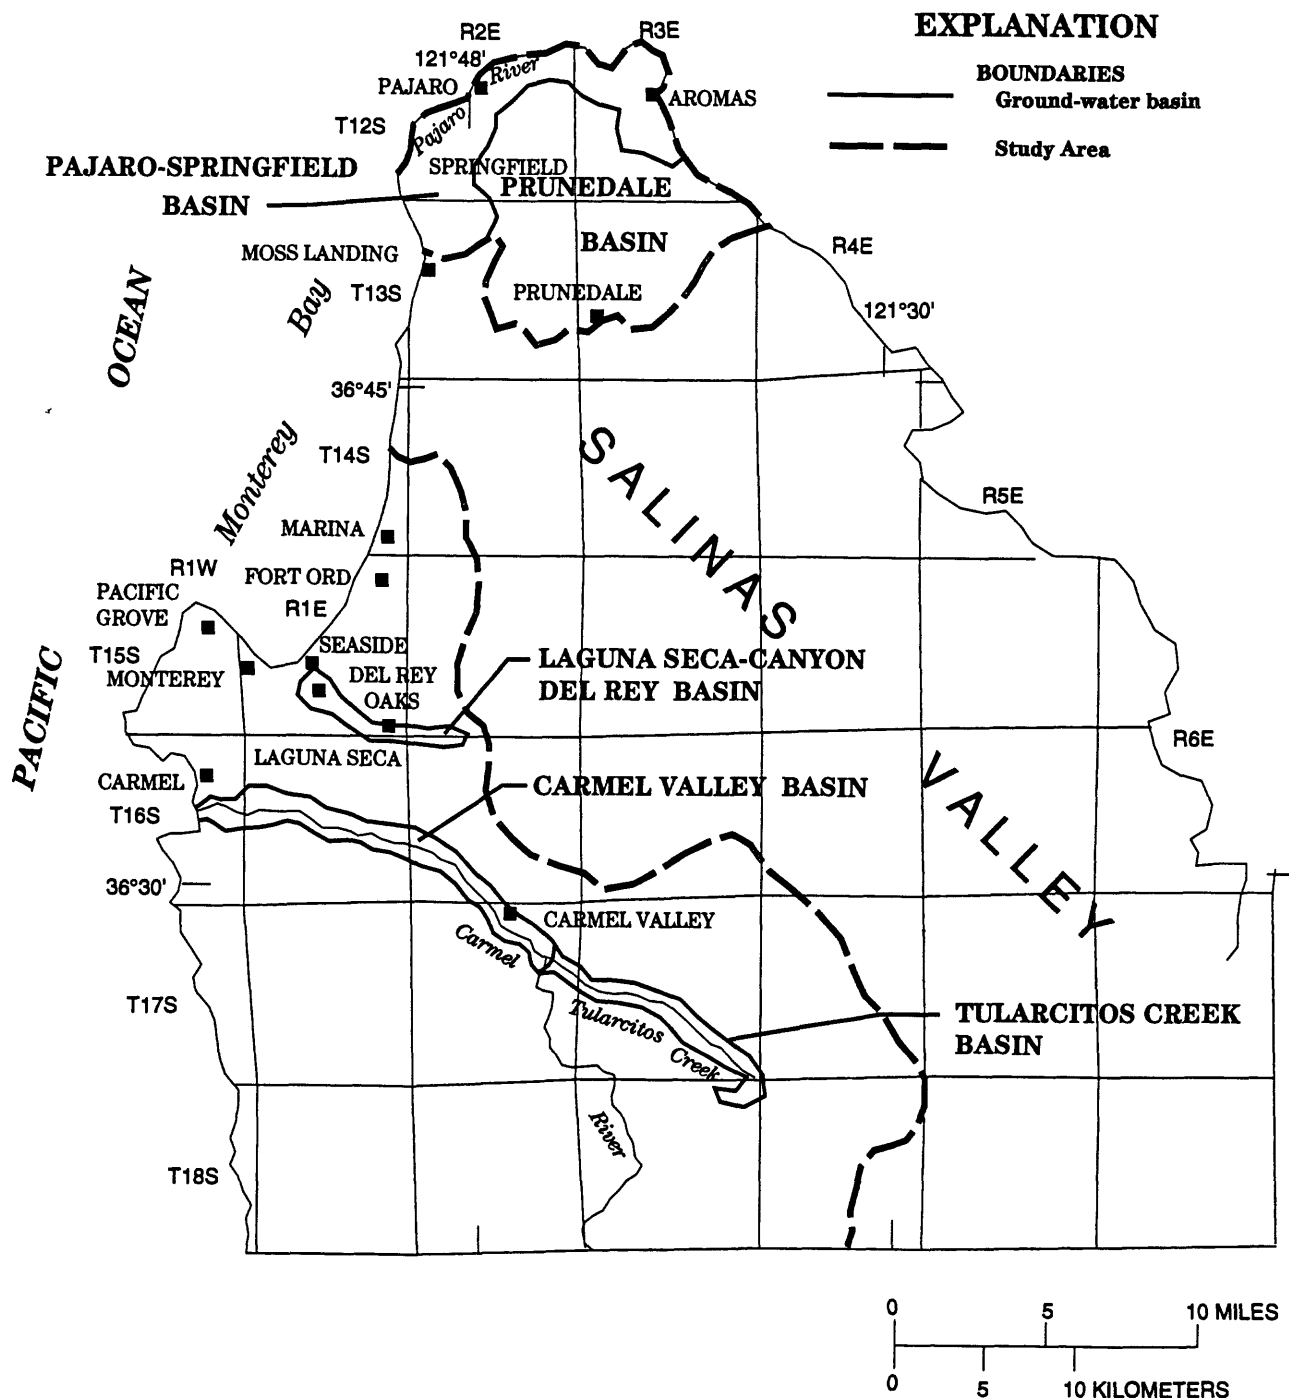 EXPLANATION
BOUNDARIES
Ground-water basin
Study Area
R2E
R3E
121°48'
River
PAJARO
AROMAS
T12S
Pajaro
PAJARO-SPRINGFIELD
BASIN
SPRINGFIELD
PRUNEDALE
BASIN
MOSS LANDING
R4E
T13S
PRUNEDALE
121°30'
OCEAN
Bay
36°45'
T14S
Monterey
SALINAS
R5E
MARINA
R1W
FORT ORD
PACIFIC
GROVE
R1E
SEASIDE
T15S
MONTEREY
DEL REY
OAKS
LAGUNA SECA-CANYON
DEL REY BASIN
PACIFIC
R6E
LAGUNA SECA
CARMEL
CARMEL VALLEY BASIN
T16S
VALLEY
36°30'
CARMEL VALLEY
Carmel
T17S
Tularcitos
Creek
TULARCITOS CREEK
BASIN
River
T18S
0 5 10 MILES
0 5 10 KILOMETERS